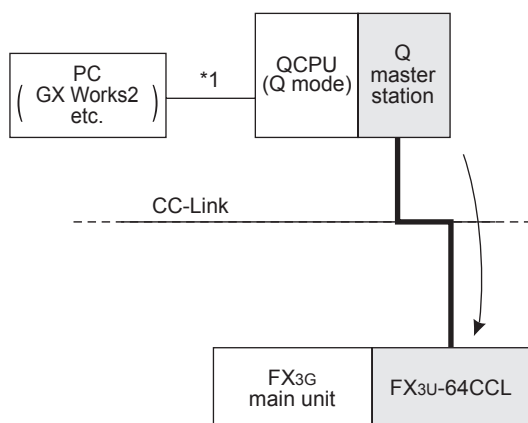 PC
( GX Works2 )
etc.
*1
QCPU
(Q mode)
Q
master
station
CC-Link
FX3G
main unit
FX3U-64CCL